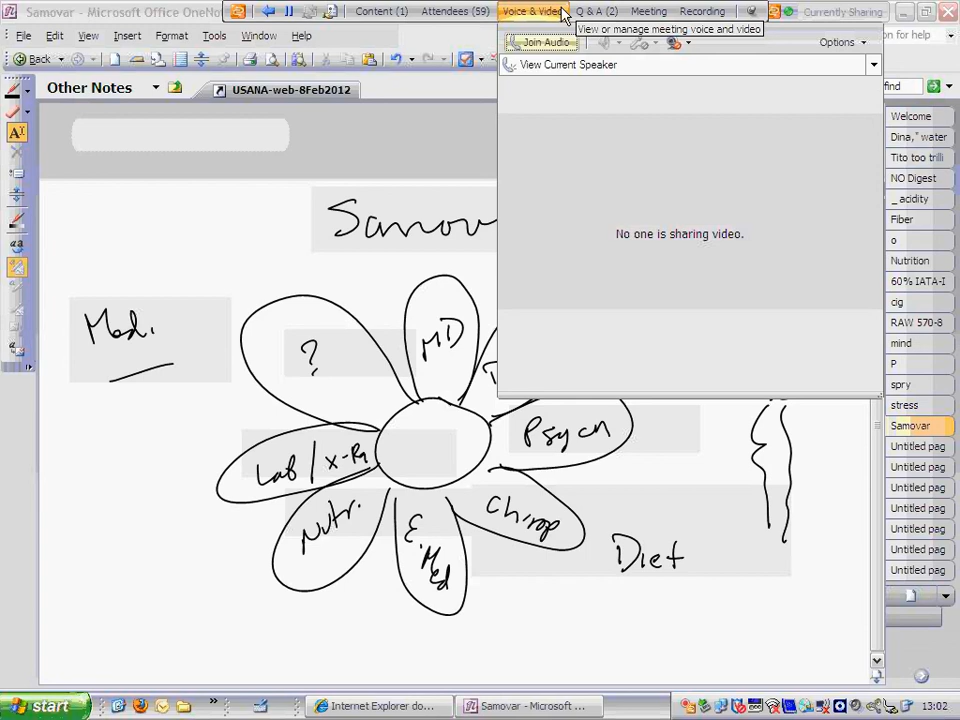 Samovar - Microsoft Office OneNo
Content (1) Attendees (59) Voice & Video Q & A (2) Meeting Recording
Currently Sharing
File Edit View Insert Format Tools Window Help
View or manage meeting voice and video
for help
Back
Join Audio
Options
View Current Speaker
Other Notes
USANA-web-8Feb2012
find
Welcome
Dina," water
Tito too trilli
NO Digest
_ acidity
Fiber
o
Nutrition
60% IATA-I
cig
RAW 570-8
mind
P
spry
stress
Samovar
Untitled pag
Untitled pag
Untitled pag
Untitled pag
Untitled pag
Untitled pag
Untitled pag
No one is sharing video.
Samov
Med.
?
MD
Psych
Lab / X-Ra
Nutr.
E. Med
Chirop
Diet
start
Internet Explorer do...
Samovar - Microsoft ...
13:02